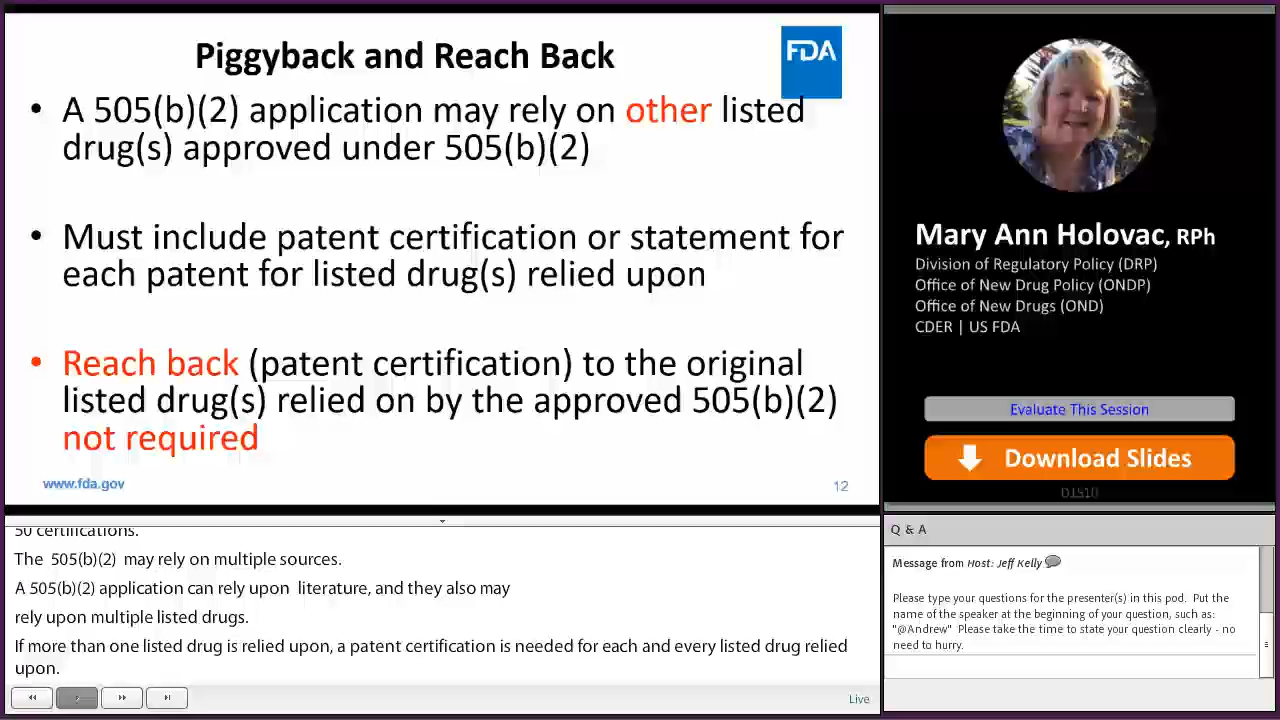 Piggyback and Reach Back
FDA
• A 505(b)(2) application may rely on other listed
drug(s) approved under 505(b)(2)
• Must include patent certification or statement for
each patent for listed drug(s) relied upon
• Reach back (patent certification) to the original
listed drug(s) relied on by the approved 505(b)(2)
not required
www.fda.gov
12
Mary Ann Holovac, RPh
Division of Regulatory Policy (DRP)
Office of New Drug Policy (ONDP)
Office of New Drugs (OND)
CDER | US FDA
Evaluate This Session
Download Slides
50 certifications.
The 505(b)(2) may rely on multiple sources.
A 505(b)(2) application can rely upon literature, and they also may
rely upon multiple listed drugs.
If more than one listed drug is relied upon, a patent certification is needed for each and every listed drug relied
upon.
Live
Q & A
Message from Host: Jeff Kelly
Please type your questions for the presenter(s) in this pod. Put the
name of the speaker at the beginning of your question, such as:
"@Andrew" Please take the time to state your question clearly - no
need to hurry.